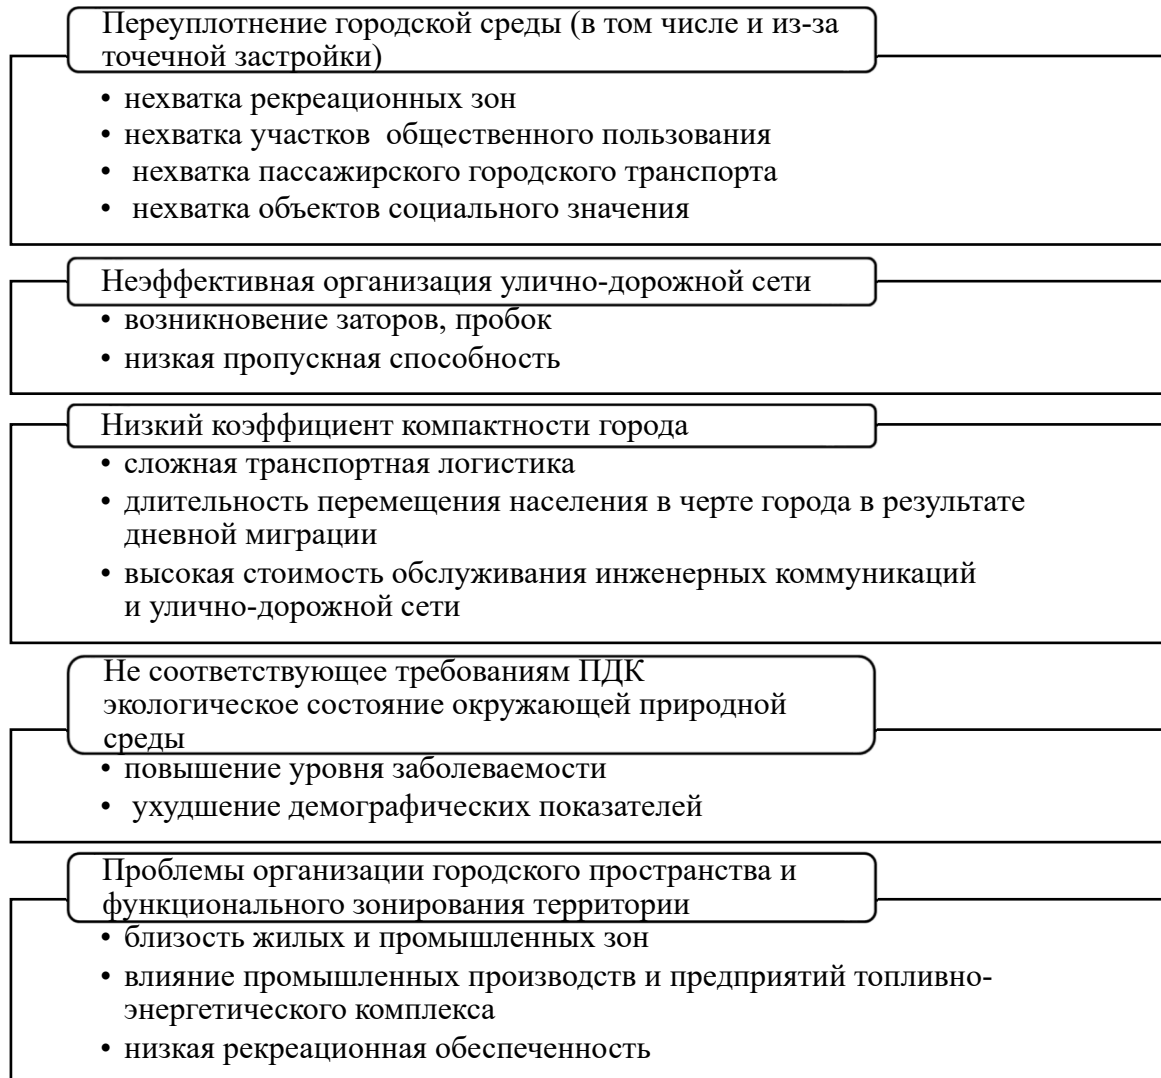 Переуплотнение городской среды (в том числе и из-за
точечной застройки)
• нехватка рекреационных зон
• нехватка участков общественного пользования
• нехватка пассажирского городского транспорта
• нехватка объектов социального значения
Неэффективная организация улично-дорожной сети
• возникновение заторов, пробок
• низкая пропускная способность
Низкий коэффициент компактности города
• сложная транспортная логистика
• длительность перемещения населения в черте города в результате
дневной миграции
• высокая стоимость обслуживания инженерных коммуникаций
и улично-дорожной сети
Не соответствующее требованиям ПДК
экологическое состояние окружающей природной
среды
• повышение уровня заболеваемости
• ухудшение демографических показателей
Проблемы организации городского пространства и
функционального зонирования территории
• близость жилых и промышленных зон
• влияние промышленных производств и предприятий топливно-
энергетического комплекса
• низкая рекреационная обеспеченность